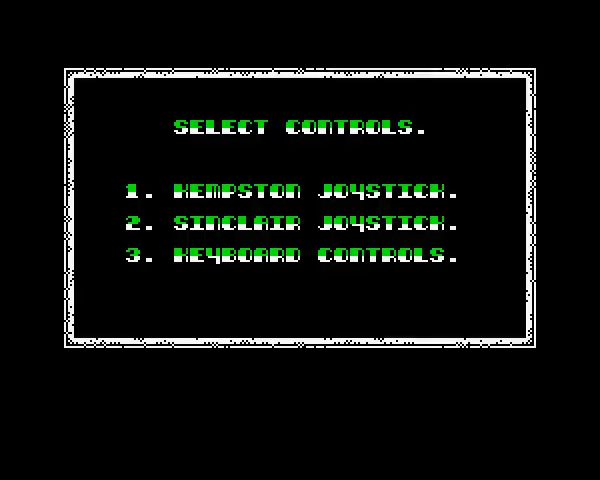 SELECT CONTROLS.
1. KEMPSTON JOYSTICK.
2. SINCLAIR JOYSTICK.
3. KEYBOARD CONTROLS.